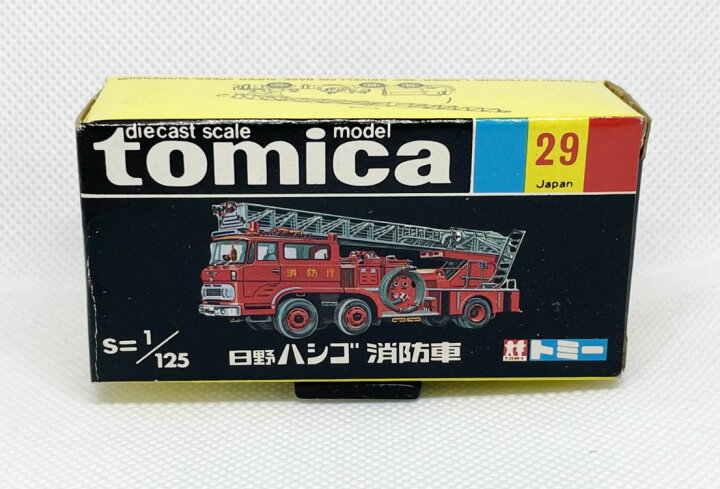 diecast scale model
tomica
29
Japan
消防庁
S=1/125
日野ハシゴ消防車
TOMY
トミー